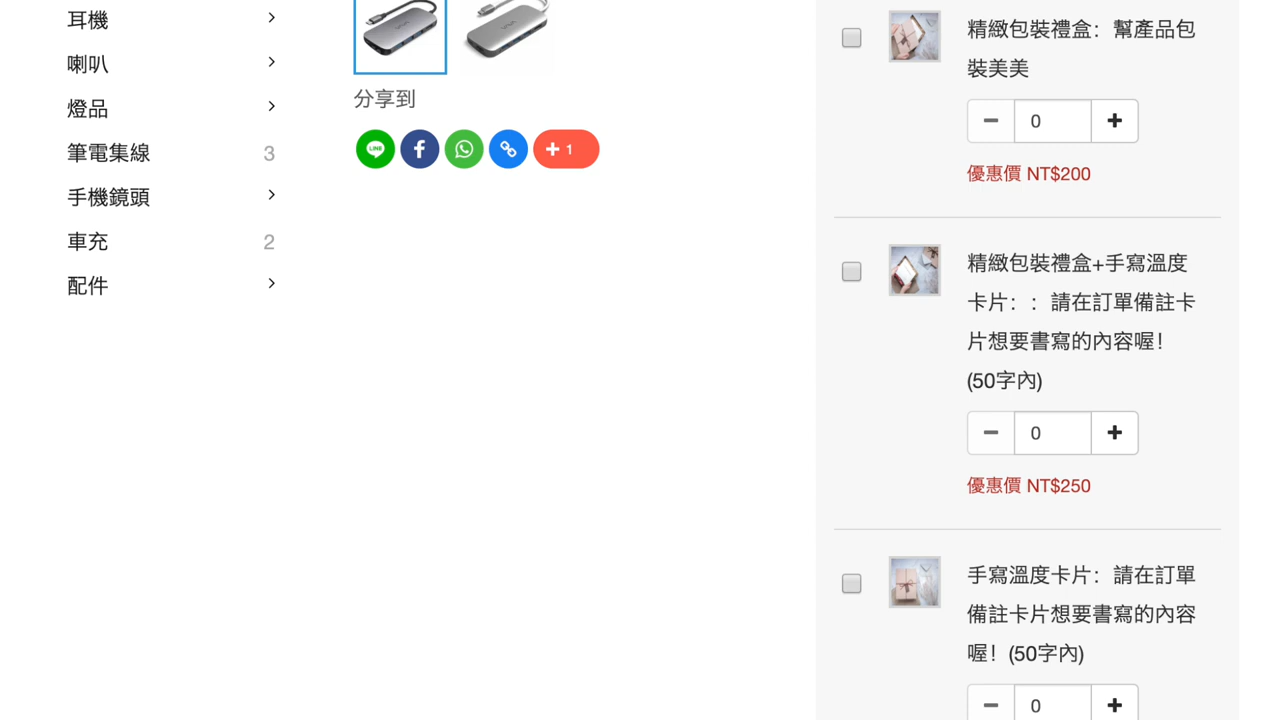 耳機
喇叭
燈品
筆電集線 3
手機鏡頭
車充 2
配件
分享到
LINE
1
精緻包裝禮盒：幫產品包
裝美美
0
優惠價 NT$200
精緻包裝禮盒+手寫溫度
卡片：：請在訂單備註卡
片想要書寫的內容喔！
(50字內)
0
優惠價 NT$250
手寫溫度卡片：請在訂單
備註卡片想要書寫的內容
喔！(50字內)
0